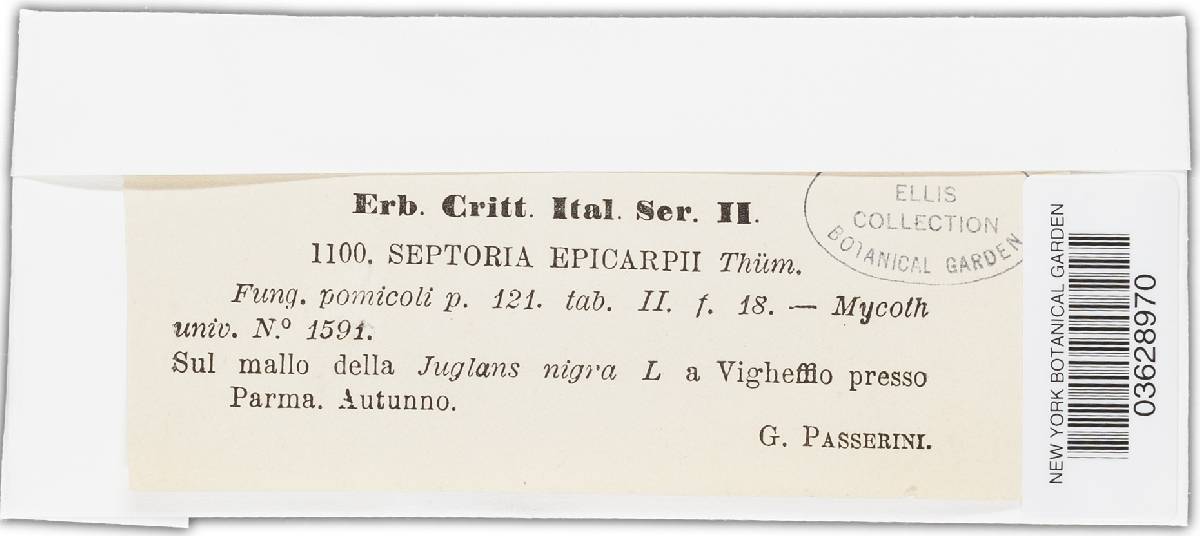 Erb. Critt. Ital. Ser. II.
1100. SEPTORIA EPICARPII Thüm.
Fung. pomicoli p. 121. tab. II. f. 18. — Mycoth
univ. N.° 1591.
Sul mallo della Juglans nigra L a Vigheffio presso
Parma. Autunno.
G. PASSERINI.
ELLIS
COLLECTION
BOTANICAL GARDEN
NEW YORK BOTANICAL GARDEN
03628970